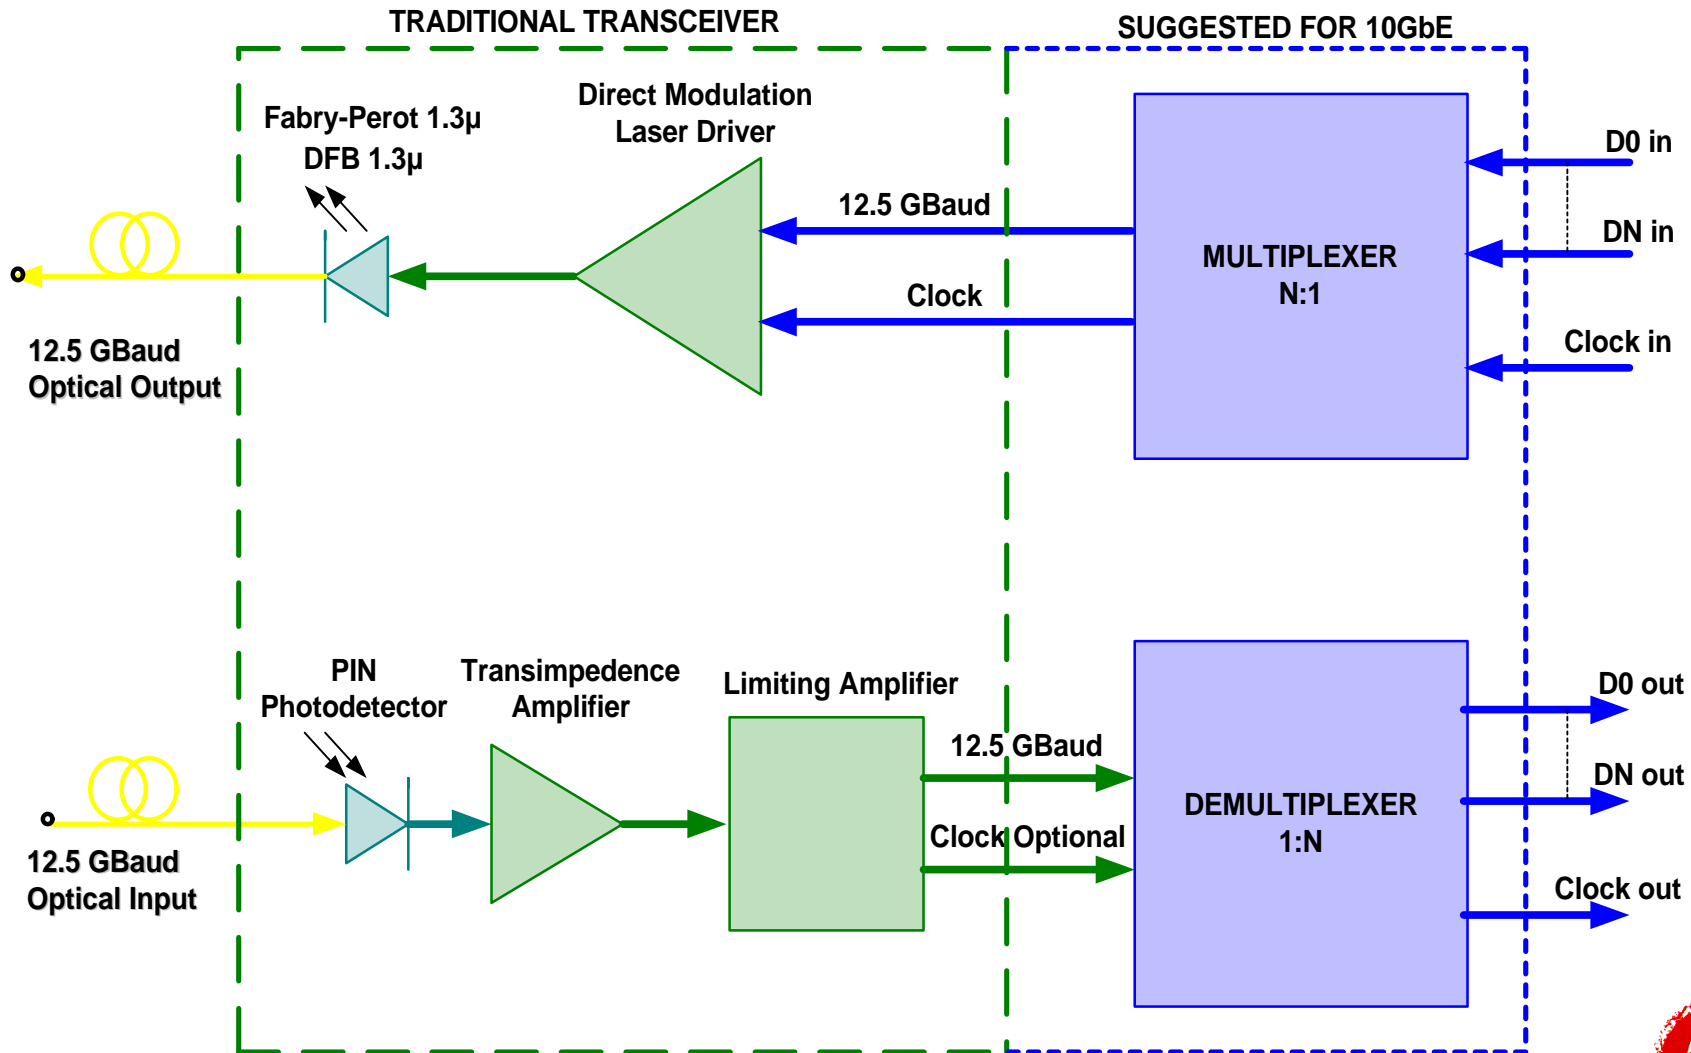 TRADITIONAL TRANSCEIVER
SUGGESTED FOR 10GbE
Direct Modulation
Laser Driver
Fabry-Perot 1.3µ
DFB 1.3µ
12.5 GBaud
Clock
MULTIPLEXER
N:1
D0 in
DN in
Clock in
12.5 GBaud
Optical Output
PIN
Photodetector
Transimpedence
Amplifier
Limiting Amplifier
12.5 GBaud
Clock Optional
DEMULTIPLEXER
1:N
D0 out
DN out
Clock out
12.5 GBaud
Optical Input